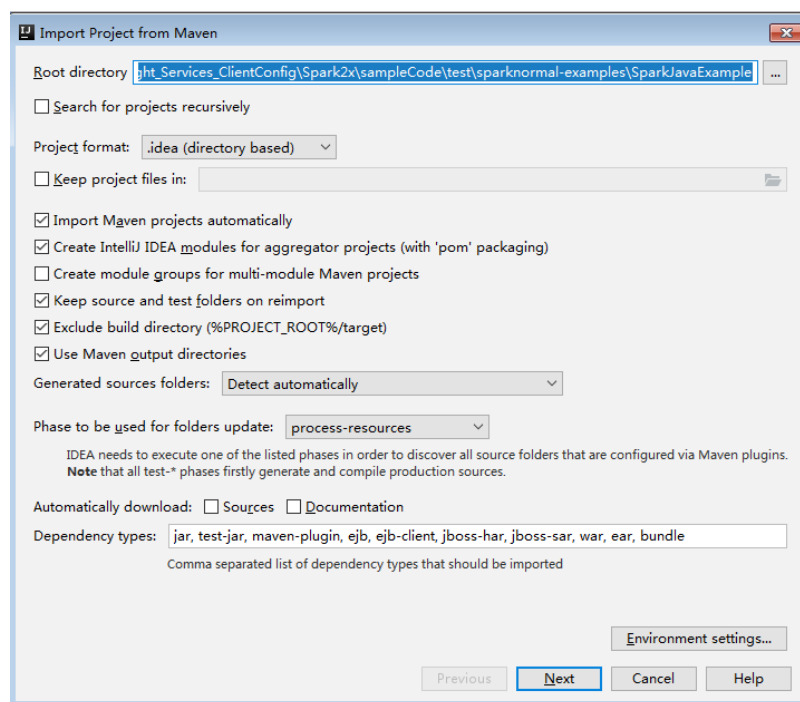 Import Project from Maven
Root directory ght_Services_ClientConfig\Spark2x\sampleCode\test\sparknormal-examples\SparkJavaExample ...
Search for projects recursively
Project format: .idea (directory based)
Keep project files in:
Import Maven projects automatically
Create IntelliJ IDEA modules for aggregator projects (with 'pom' packaging)
Create module groups for multi-module Maven projects
Keep source and test folders on reimport
Exclude build directory (%PROJECT_ROOT%/target)
Use Maven output directories
Generated sources folders: Detect automatically
Phase to be used for folders update: process-resources
IDEA needs to execute one of the listed phases in order to discover all source folders that are configured via Maven plugins.
Note that all test-* phases firstly generate and compile production sources.
Automatically download: Sources Documentation
Dependency types: jar, test-jar, maven-plugin, ejb, ejb-client, jboss-har, jboss-sar, war, ear, bundle
Comma separated list of dependency types that should be imported
Environment settings...
Previous Next Cancel Help